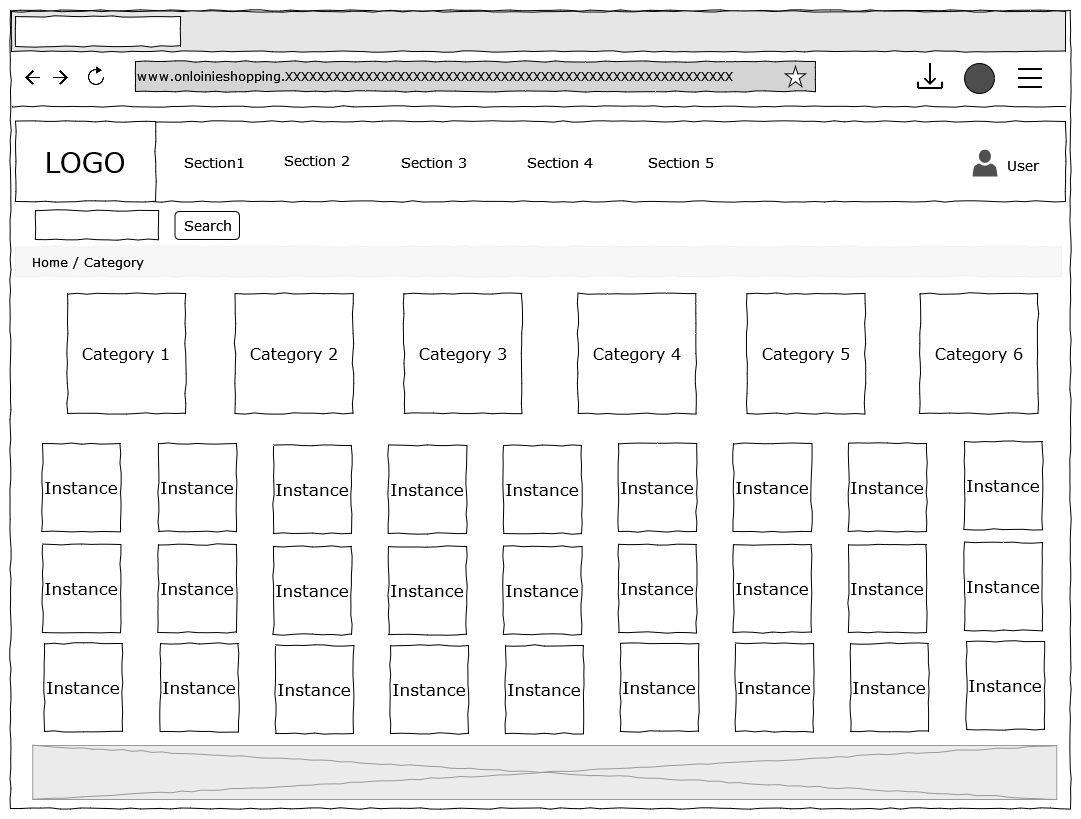 www.onloinieshopping.XXXXXXXXXXXXXXXXXXXXXXXXXXXXXXXXXXXXXXXXXXXXXXXXXXXXXXXX
LOGO Section1 Section 2 Section 3 Section 4 Section 5 User
Search
Home / Category
Category 1 Category 2 Category 3 Category 4 Category 5 Category 6
Instance Instance Instance Instance Instance Instance Instance Instance Instance
Instance Instance Instance Instance Instance Instance Instance Instance Instance
Instance Instance Instance Instance Instance Instance Instance Instance Instance